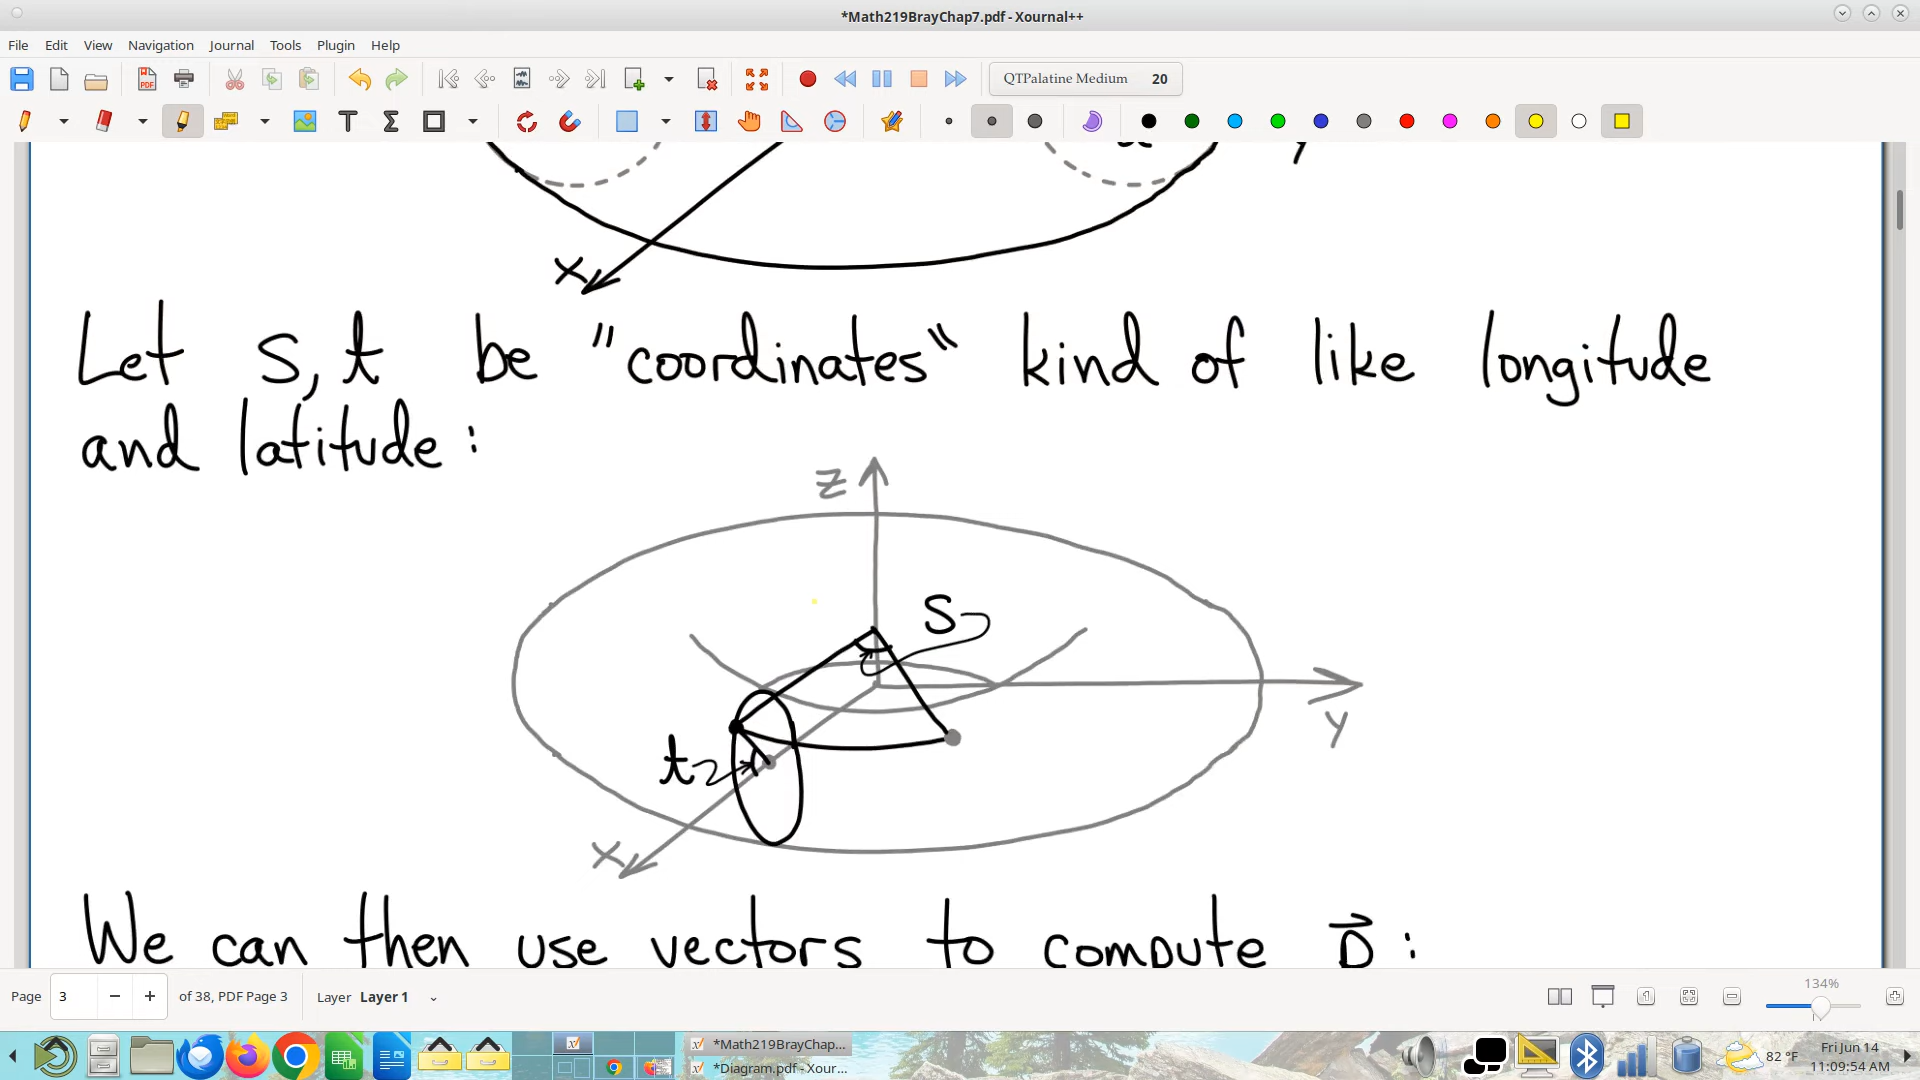 *Math219BrayChap7.pdf - Xournal++
File Edit View Navigation Journal Tools Plugin Help
QTPalatine Medium 20
x
Let s,t be "coordinates" kind of like longitude
and latitude:
z
s
y
t
x
We can then use vectors to compute
Page 3 of 38, PDF Page 3 Layer Layer 1 134%
*Math219BrayChap...
*Diagram.pdf - Xour...
82 °F
Fri Jun 14
11:09:54 AM